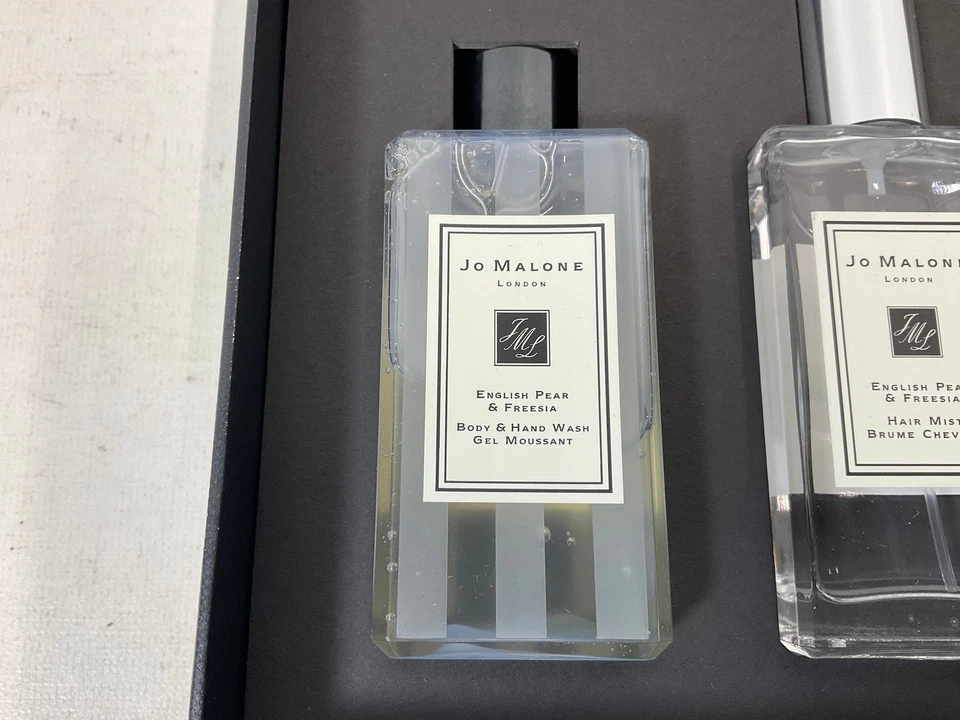 Jo Malone
London
JML
English Pear
& Freesia
Body & Hand Wash
Gel Moussant
Jo Malone
London
JML
English Pea
& Freesia
Hair Mist
Brume Chev